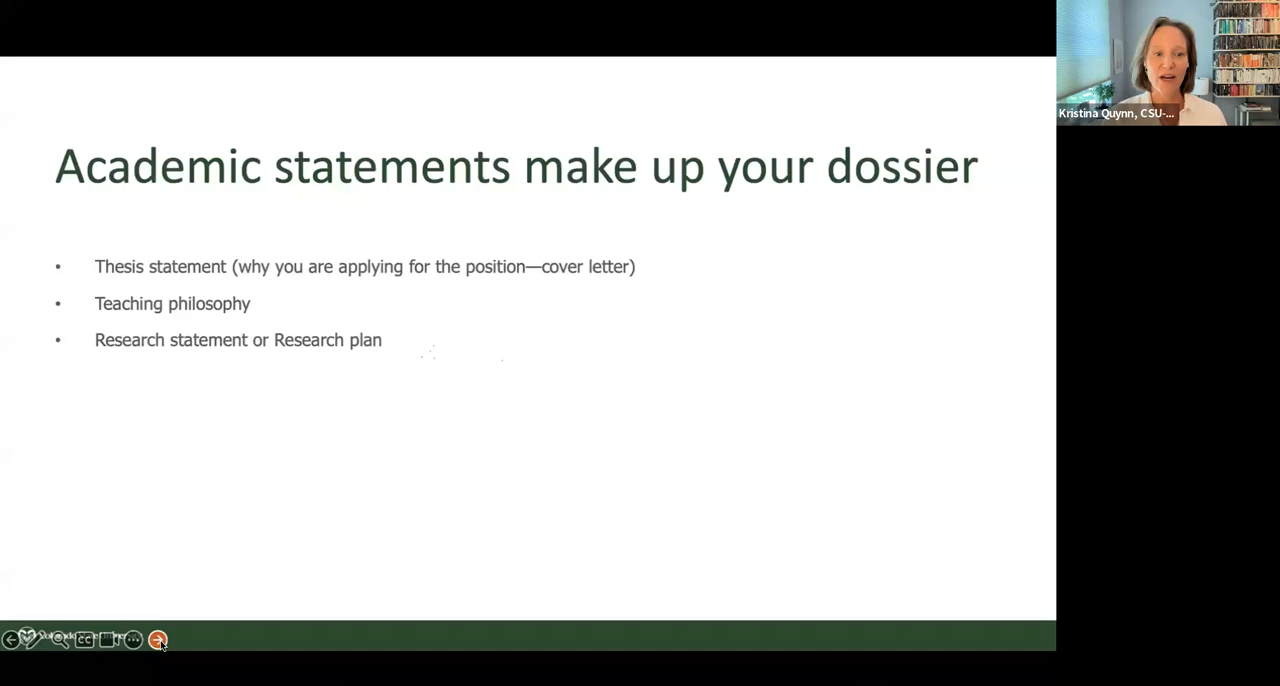 Academic statements make up your dossier
• Thesis statement (why you are applying for the position—cover letter)
• Teaching philosophy
• Research statement or Research plan
Kristina Quynn, CSU-...
CC